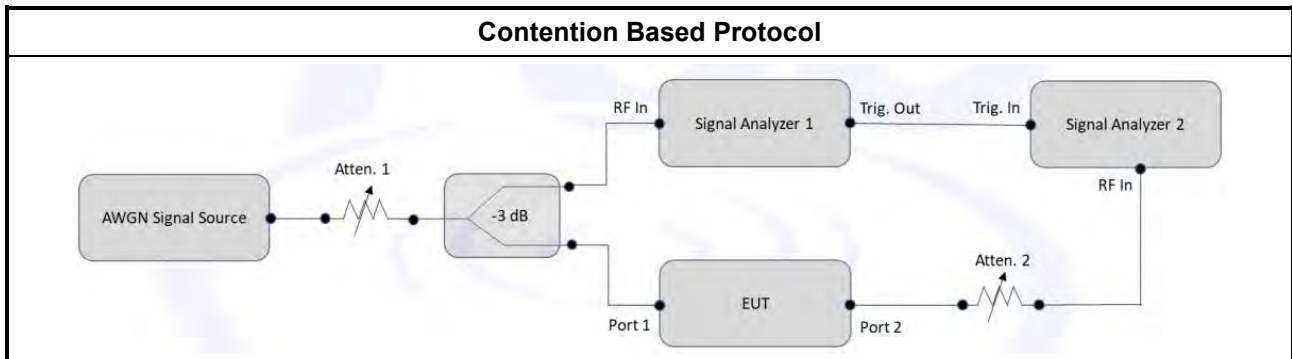 Contention Based Protocol
RF In
Signal Analyzer 1
Trig. Out
Trig. In
Signal Analyzer 2
RF In
Atten. 1
AWGN Signal Source
-3 dB
Atten. 2
EUT
Port 1
Port 2